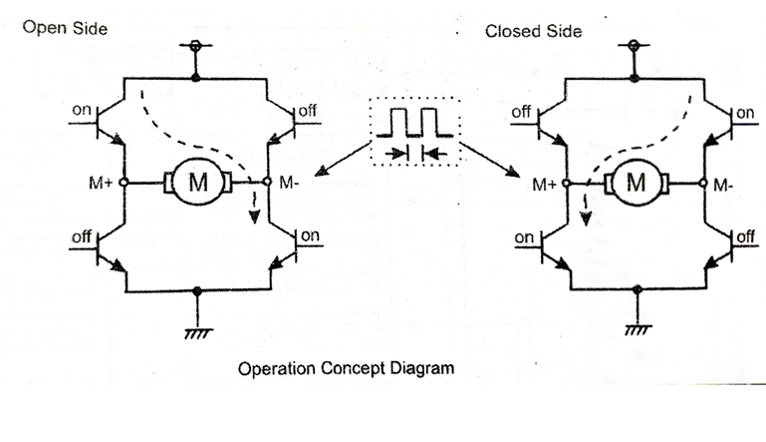 Open Side
Closed Side
on
off
off
on
M+
M
M-
M+
M
M-
off
on
on
off
Operation Concept Diagram